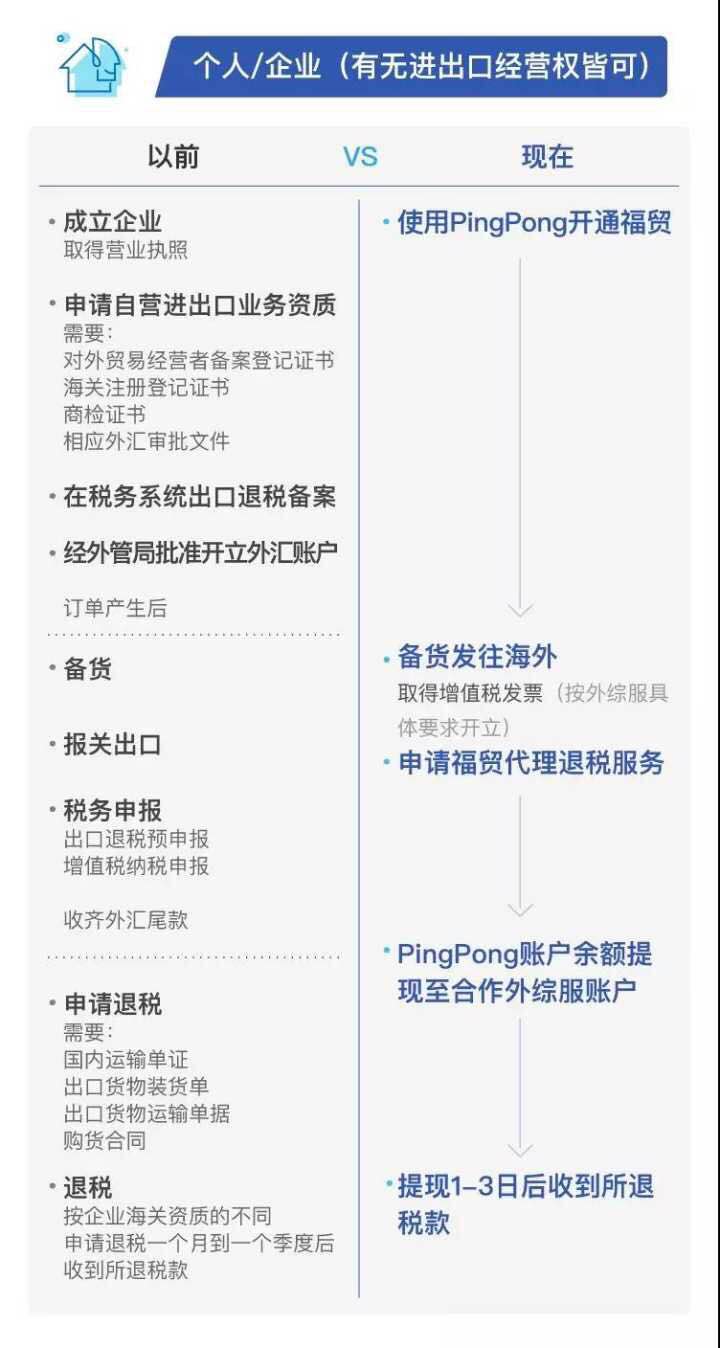 个人/企业（有无进出口经营权皆可）
以前
VS
现在
·成立企业
取得营业执照
·申请自营进出口业务资质
需要：
对外贸易经营者备案登记证书
海关注册登记证书
商检证书
相应外汇审批文件
·在税务系统出口退税备案
·经外管局批准开立外汇账户
订单产生后
·备货
·报关出口
·税务申报
出口退税预申报
增值税纳税申报
收齐外汇尾款
·申请退税
需要：
国内运输单证
出口货物装货单
出口货物运输单据
购货合同
·退税
按企业海关资质的不同
申请退税一个月到一个季度后
收到所退税款
·使用PingPong开通福贸
·备货发往海外
取得增值税发票（按外综服具
体要求开立）
·申请福贸代理退税服务
·PingPong账户余额提
现至合作外综服账户
·提现1-3日后收到所退
税款